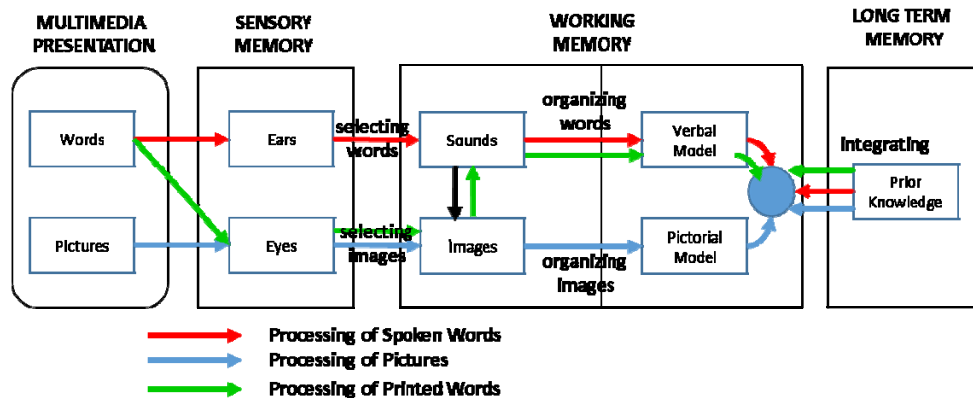 MULTIMEDIA
PRESENTATION
SENSORY
MEMORY
WORKING
MEMORY
LONG TERM
MEMORY
Words
Ears
selecting
words
Sounds
organizing
words
Verbal
Model
Integrating
Prior
Knowledge
Pictures
Eyes
selecting
images
Images
organizing
images
Pictorial
Model
Processing of Spoken Words
Processing of Pictures
Processing of Printed Words